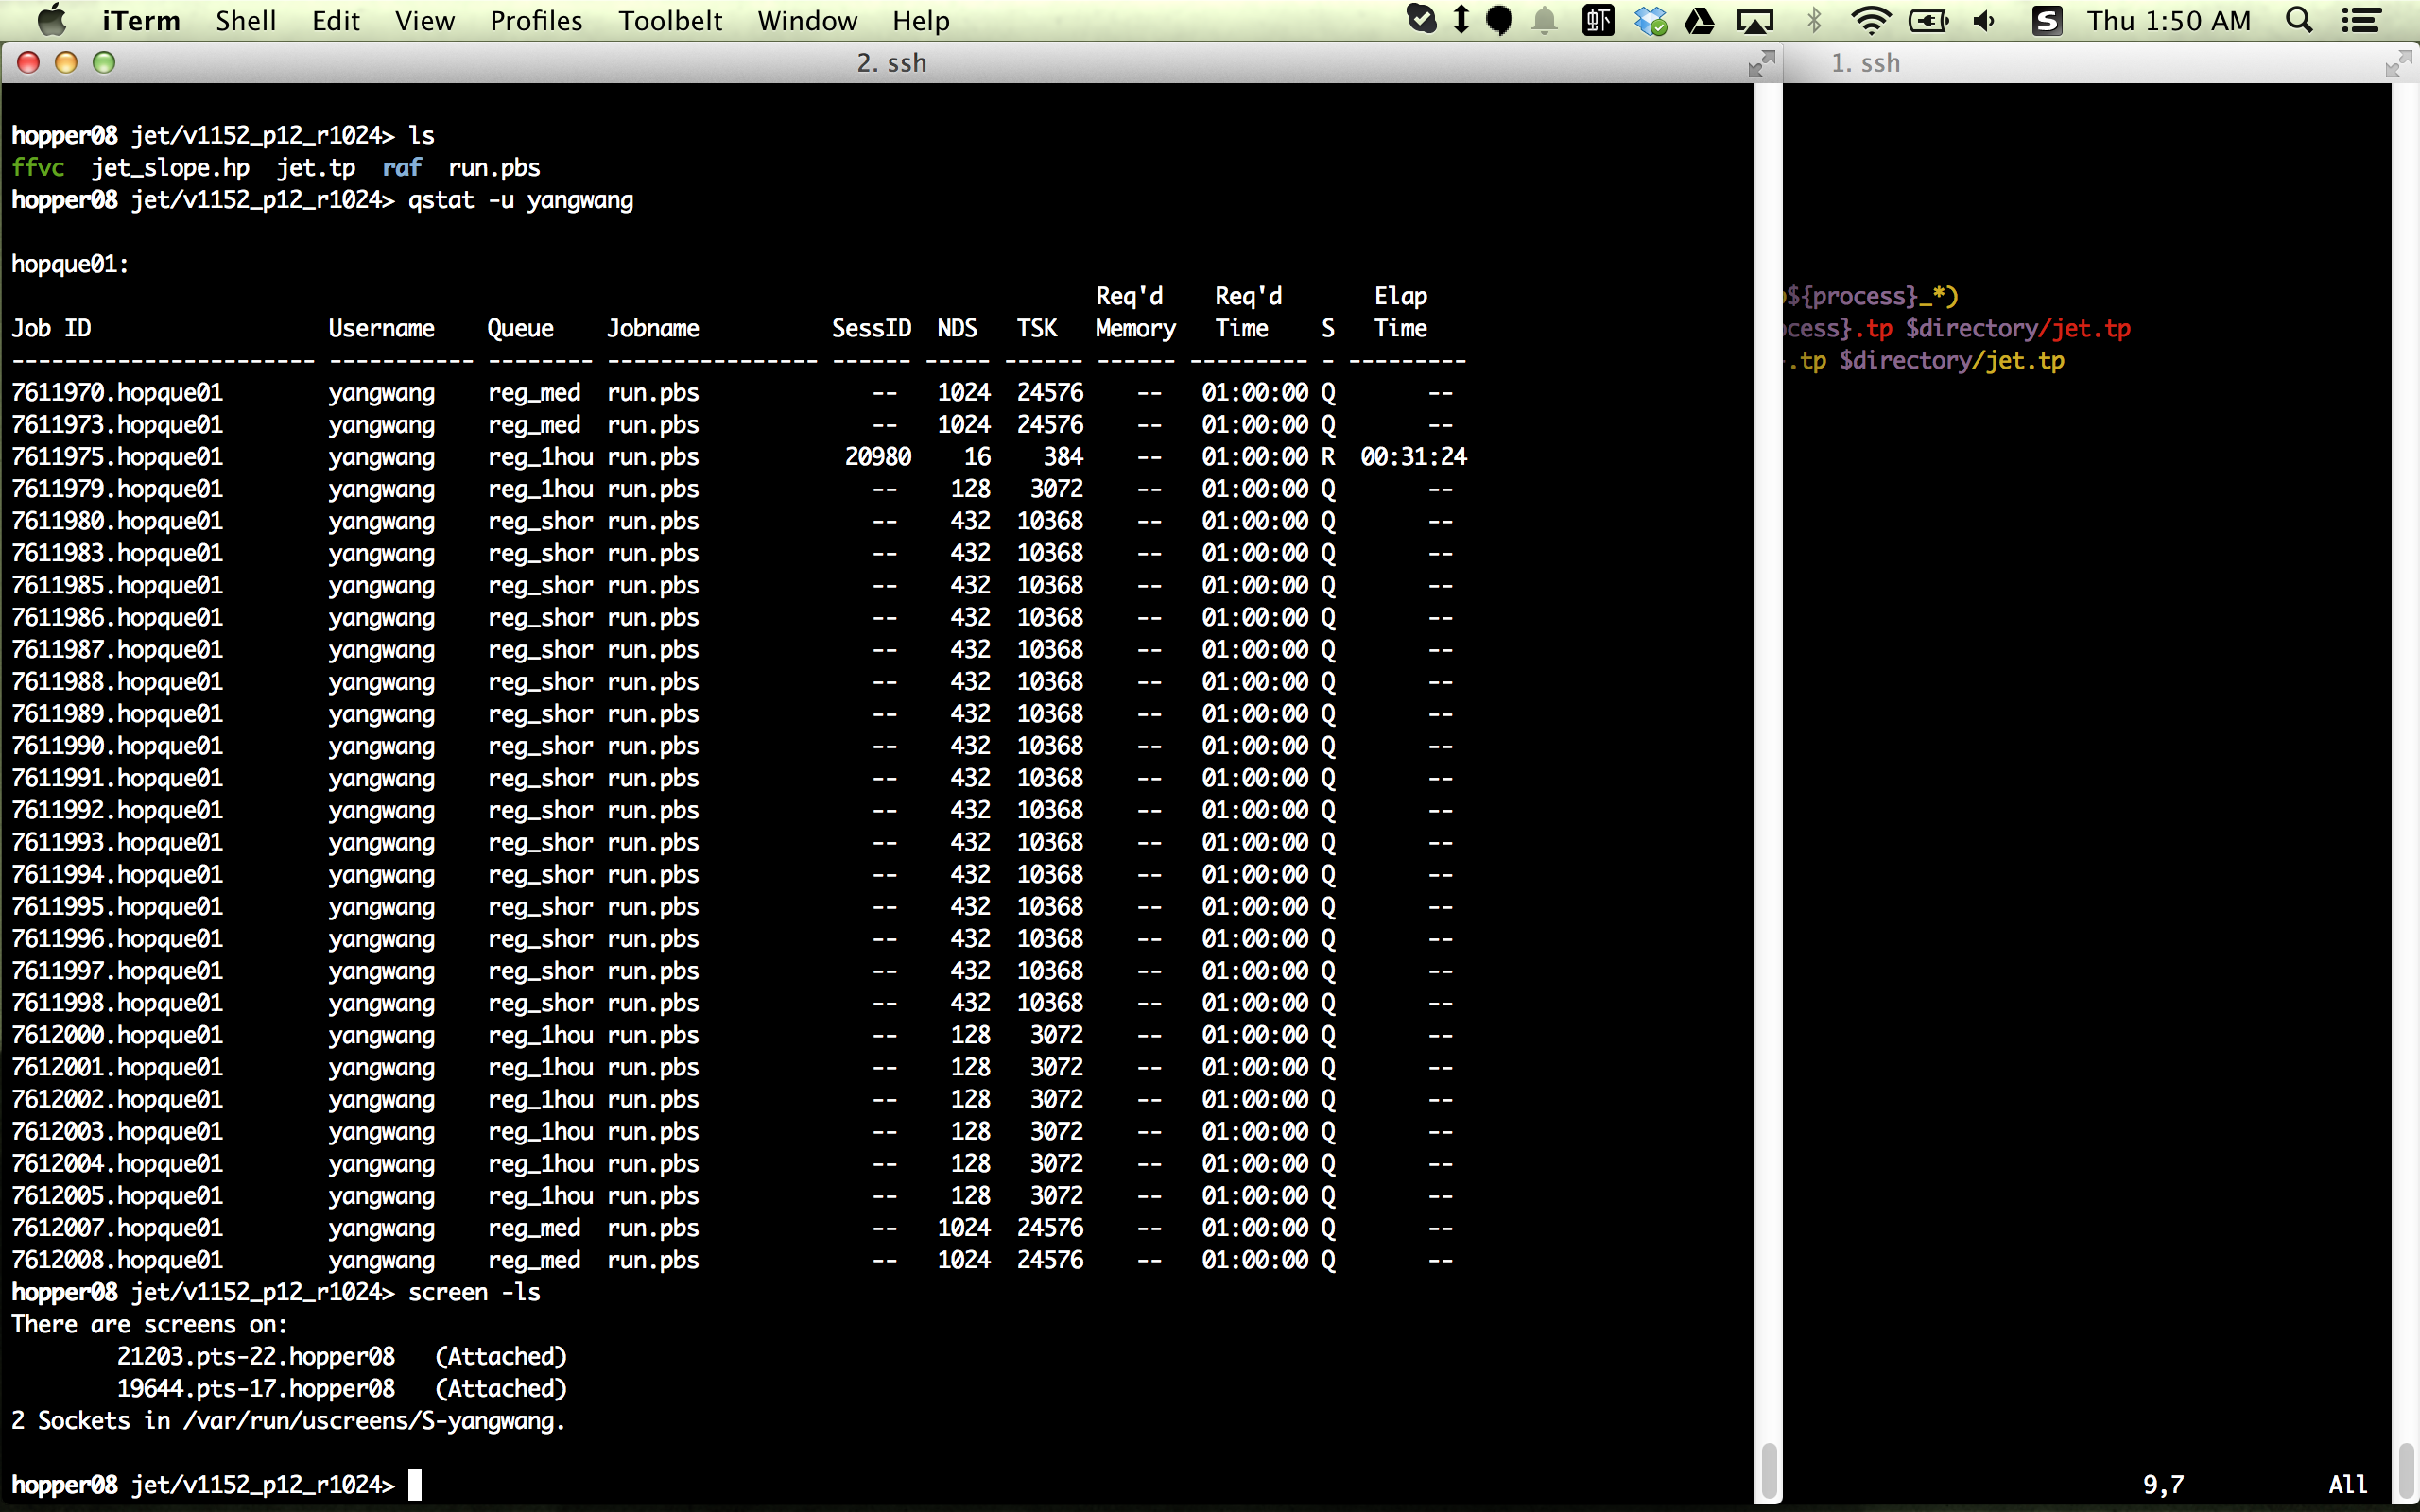 iTerm Shell Edit View Profiles Toolbelt Window Help 虾 S Thu 1:50 AM
2. ssh
1. ssh
hopper08 jet/v1152_p12_r1024> ls
ffvc jet_slope.hp jet.tp raf run.pbs
hopper08 jet/v1152_p12_r1024> qstat -u yangwang
hopque01:
Req'd Req'd Elap
Job ID Username Queue Jobname SessID NDS TSK Memory Time S Time
----------------------- ----------- -------- ---------------- ------ ----- ------ ------ --------- - ---------
7611970.hopque01 yangwang reg_med run.pbs -- 1024 24576 -- 01:00:00 Q --
7611973.hopque01 yangwang reg_med run.pbs -- 1024 24576 -- 01:00:00 Q --
7611975.hopque01 yangwang reg_1hou run.pbs 20980 16 384 -- 01:00:00 R 00:31:24
7611979.hopque01 yangwang reg_1hou run.pbs -- 128 3072 -- 01:00:00 Q --
7611980.hopque01 yangwang reg_shor run.pbs -- 432 10368 -- 01:00:00 Q --
7611983.hopque01 yangwang reg_shor run.pbs -- 432 10368 -- 01:00:00 Q --
7611985.hopque01 yangwang reg_shor run.pbs -- 432 10368 -- 01:00:00 Q --
7611986.hopque01 yangwang reg_shor run.pbs -- 432 10368 -- 01:00:00 Q --
7611987.hopque01 yangwang reg_shor run.pbs -- 432 10368 -- 01:00:00 Q --
7611988.hopque01 yangwang reg_shor run.pbs -- 432 10368 -- 01:00:00 Q --
7611989.hopque01 yangwang reg_shor run.pbs -- 432 10368 -- 01:00:00 Q --
7611990.hopque01 yangwang reg_shor run.pbs -- 432 10368 -- 01:00:00 Q --
7611991.hopque01 yangwang reg_shor run.pbs -- 432 10368 -- 01:00:00 Q --
7611992.hopque01 yangwang reg_shor run.pbs -- 432 10368 -- 01:00:00 Q --
7611993.hopque01 yangwang reg_shor run.pbs -- 432 10368 -- 01:00:00 Q --
7611994.hopque01 yangwang reg_shor run.pbs -- 432 10368 -- 01:00:00 Q --
7611995.hopque01 yangwang reg_shor run.pbs -- 432 10368 -- 01:00:00 Q --
7611996.hopque01 yangwang reg_shor run.pbs -- 432 10368 -- 01:00:00 Q --
7611997.hopque01 yangwang reg_shor run.pbs -- 432 10368 -- 01:00:00 Q --
7611998.hopque01 yangwang reg_shor run.pbs -- 432 10368 -- 01:00:00 Q --
7612000.hopque01 yangwang reg_1hou run.pbs -- 128 3072 -- 01:00:00 Q --
7612001.hopque01 yangwang reg_1hou run.pbs -- 128 3072 -- 01:00:00 Q --
7612002.hopque01 yangwang reg_1hou run.pbs -- 128 3072 -- 01:00:00 Q --
7612003.hopque01 yangwang reg_1hou run.pbs -- 128 3072 -- 01:00:00 Q --
7612004.hopque01 yangwang reg_1hou run.pbs -- 128 3072 -- 01:00:00 Q --
7612005.hopque01 yangwang reg_1hou run.pbs -- 128 3072 -- 01:00:00 Q --
7612007.hopque01 yangwang reg_med run.pbs -- 1024 24576 -- 01:00:00 Q --
7612008.hopque01 yangwang reg_med run.pbs -- 1024 24576 -- 01:00:00 Q --
hopper08 jet/v1152_p12_r1024> screen -ls
There are screens on:
21203.pts-22.hopper08 (Attached)
19644.pts-17.hopper08 (Attached)
2 Sockets in /var/run/uscreens/S-yangwang.
hopper08 jet/v1152_p12_r1024>
${process}_*)
cess}.tp $directory/jet.tp
.tp $directory/jet.tp
9,7 All